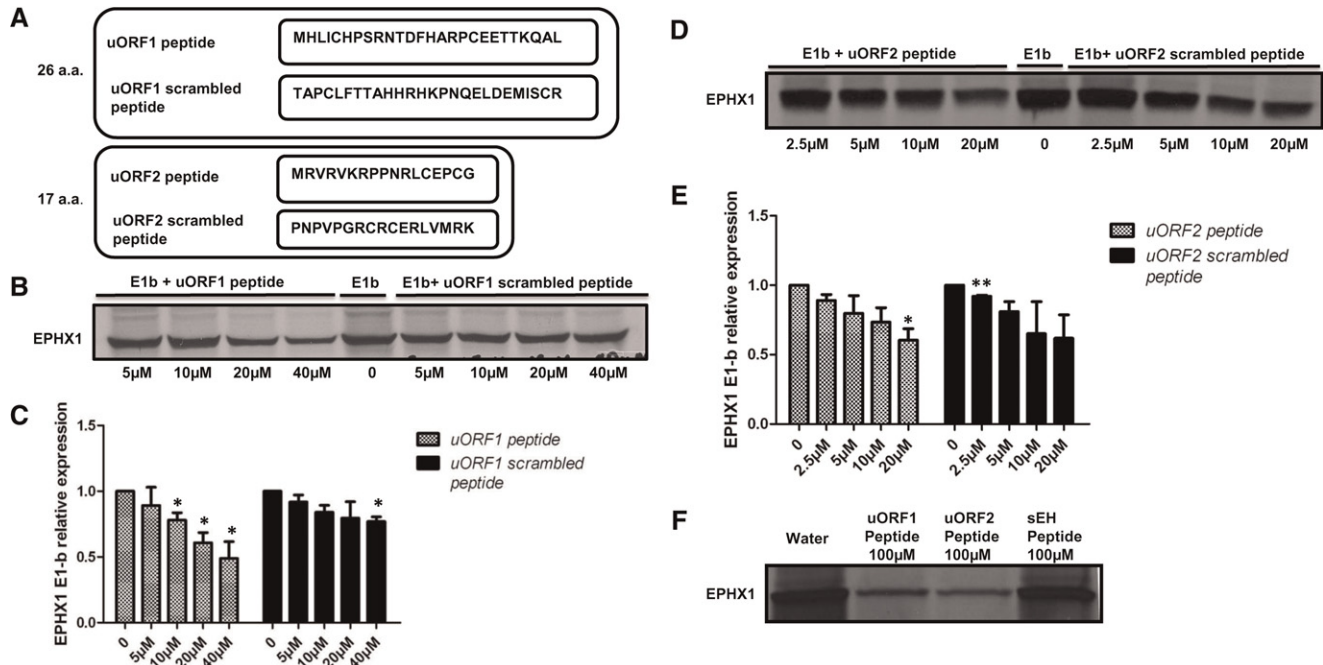 A
26 a.a.
uORF1 peptide
MHLICHPSRNTDFHARPCEETTKQAL
uORF1 scrambled
peptide
TAPCLFTTAHHRHKPNQELDEMISCR
17 a.a.
uORF2 peptide
MRVRVKRPPNRLCEPCG
uORF2 scrambled
peptide
PNPVPGRCRCERLVMRK
B
E1b + uORF1 peptide E1b E1b+ uORF1 scrambled peptide
EPHX1
5µM 10µM 20µM 40µM 0 5µM 10µM 20µM 40µM
C
EPHX1 E1-b relative expression
1.5
1.0
0.5
0.0
* * * *
0 5µM 10µM 20µM 40µM 0 5µM 10µM 20µM 40µM
uORF1 peptide
uORF1 scrambled
peptide
D
E1b + uORF2 peptide E1b E1b+ uORF2 scrambled peptide
EPHX1
2.5µM 5µM 10µM 20µM 0 2.5µM 5µM 10µM 20µM
E
EPHX1 E1-b relative expression
1.5
1.0
0.5
0.0
* **
0 2.5µM 5µM 10µM 20µM 0 2.5µM 5µM 10µM 20µM
uORF2 peptide
uORF2 scrambled
peptide
F
Water
uORF1
Peptide
100µM
uORF2
Peptide
100µM
sEH
Peptide
100µM
EPHX1